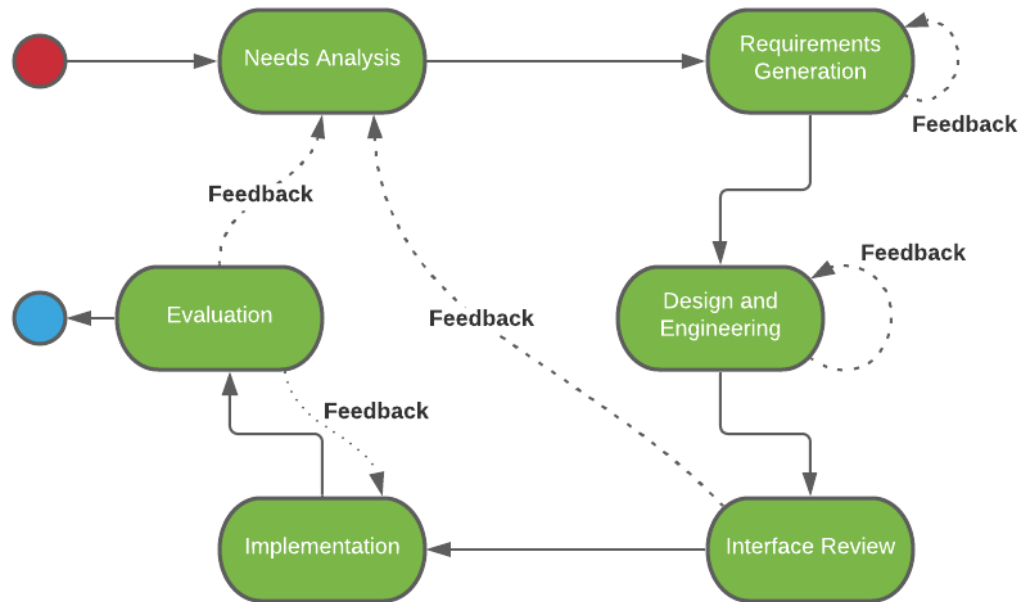 Needs Analysis
Requirements
Generation
Feedback
Feedback
Feedback
Evaluation
Design and
Engineering
Feedback
Feedback
Implementation
Interface Review